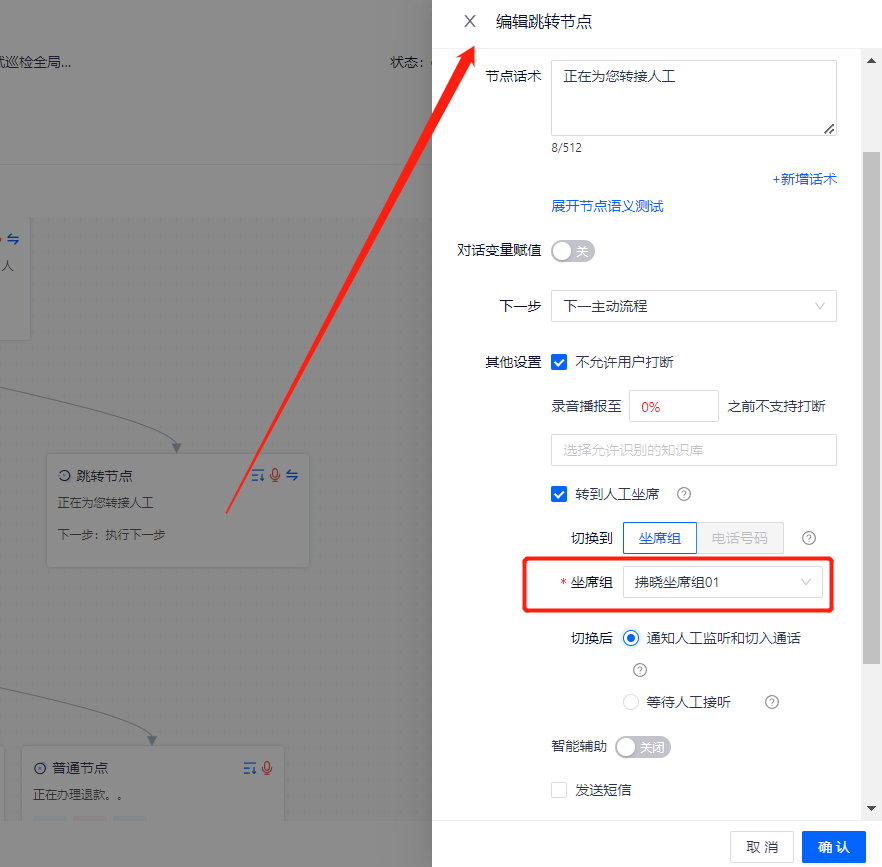 编辑跳转节点
巡检全局...
状态：
节点话术
正在为您转接人工
8/512
+新增话术
展开节点语义测试
人
对话变量赋值
关
下一步
下一主动流程
其他设置
不允许用户打断
录音播报至
0%
之前不支持打断
选择允许识别的知识库
转到人工坐席
切换到
坐席组
电话号码
* 坐席组
拂晓坐席组01
切换后
通知人工监听和切入通话
等待人工接听
智能辅助
关闭
发送短信
取 消
确 认
跳转节点
正在为您转接人工
下一步：执行下一步
普通节点
正在办理退款。。